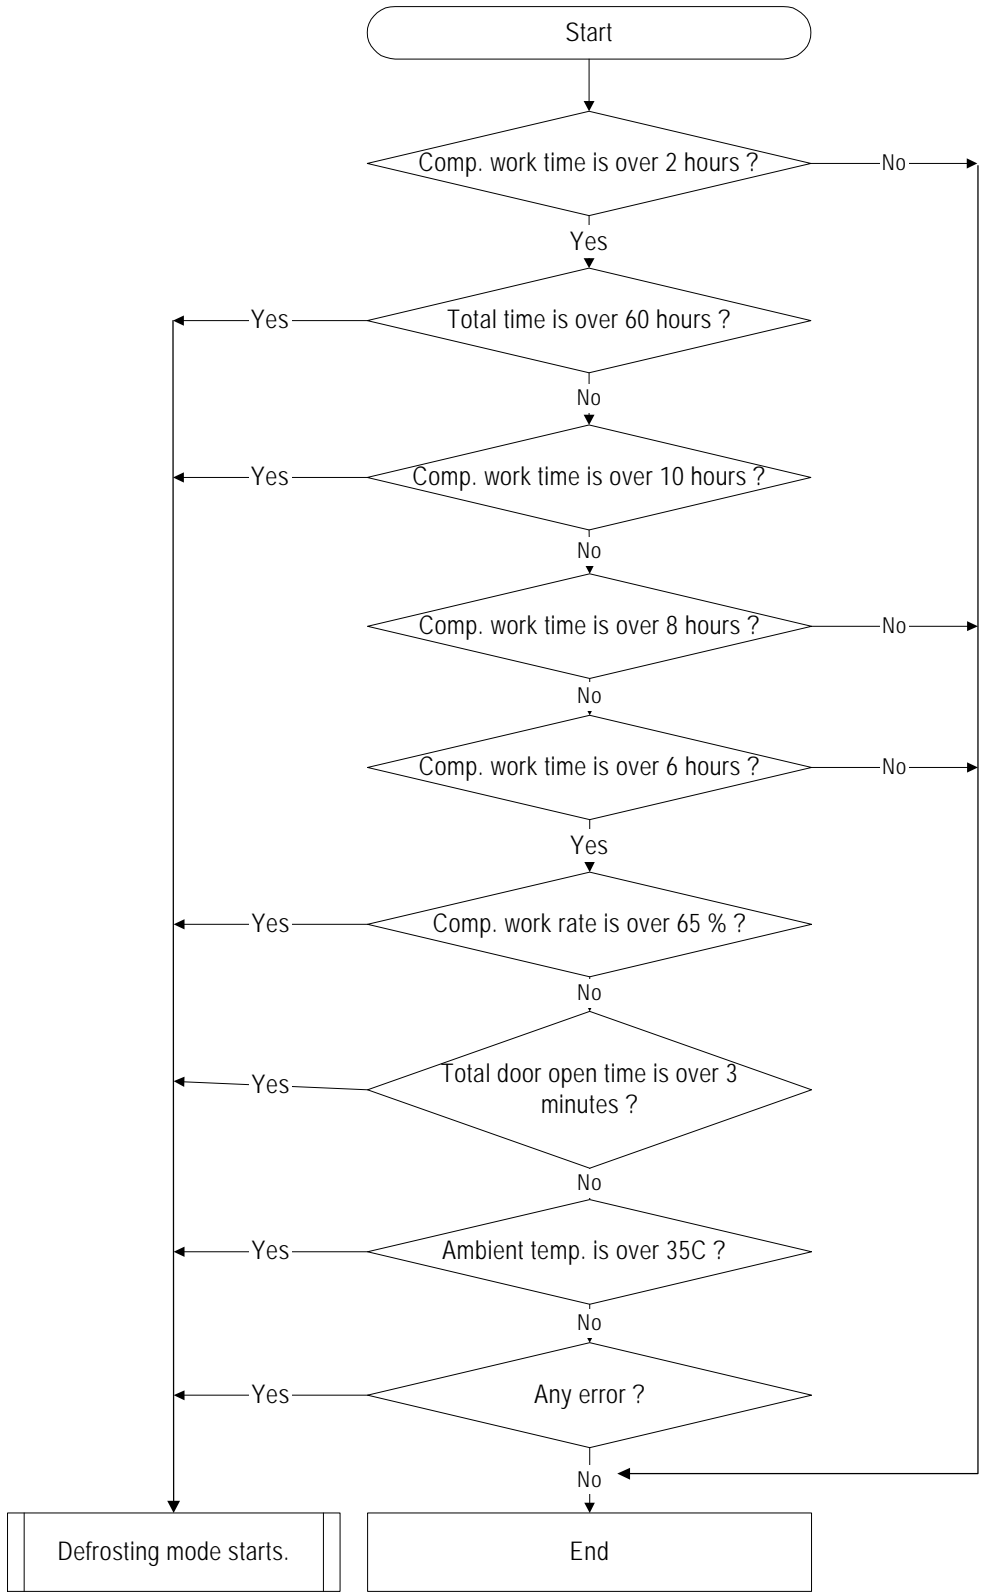 Start
Comp. work time is over 2 hours ?
No
Yes
Yes
Total time is over 60 hours ?
No
Yes
Comp. work time is over 10 hours ?
No
Comp. work time is over 8 hours ?
No
No
Comp. work time is over 6 hours ?
No
Yes
Yes
Comp. work rate is over 65 % ?
No
Yes
Total door open time is over 3
minutes ?
No
Yes
Ambient temp. is over 35C ?
No
Yes
Any error ?
No
Defrosting mode starts.
End